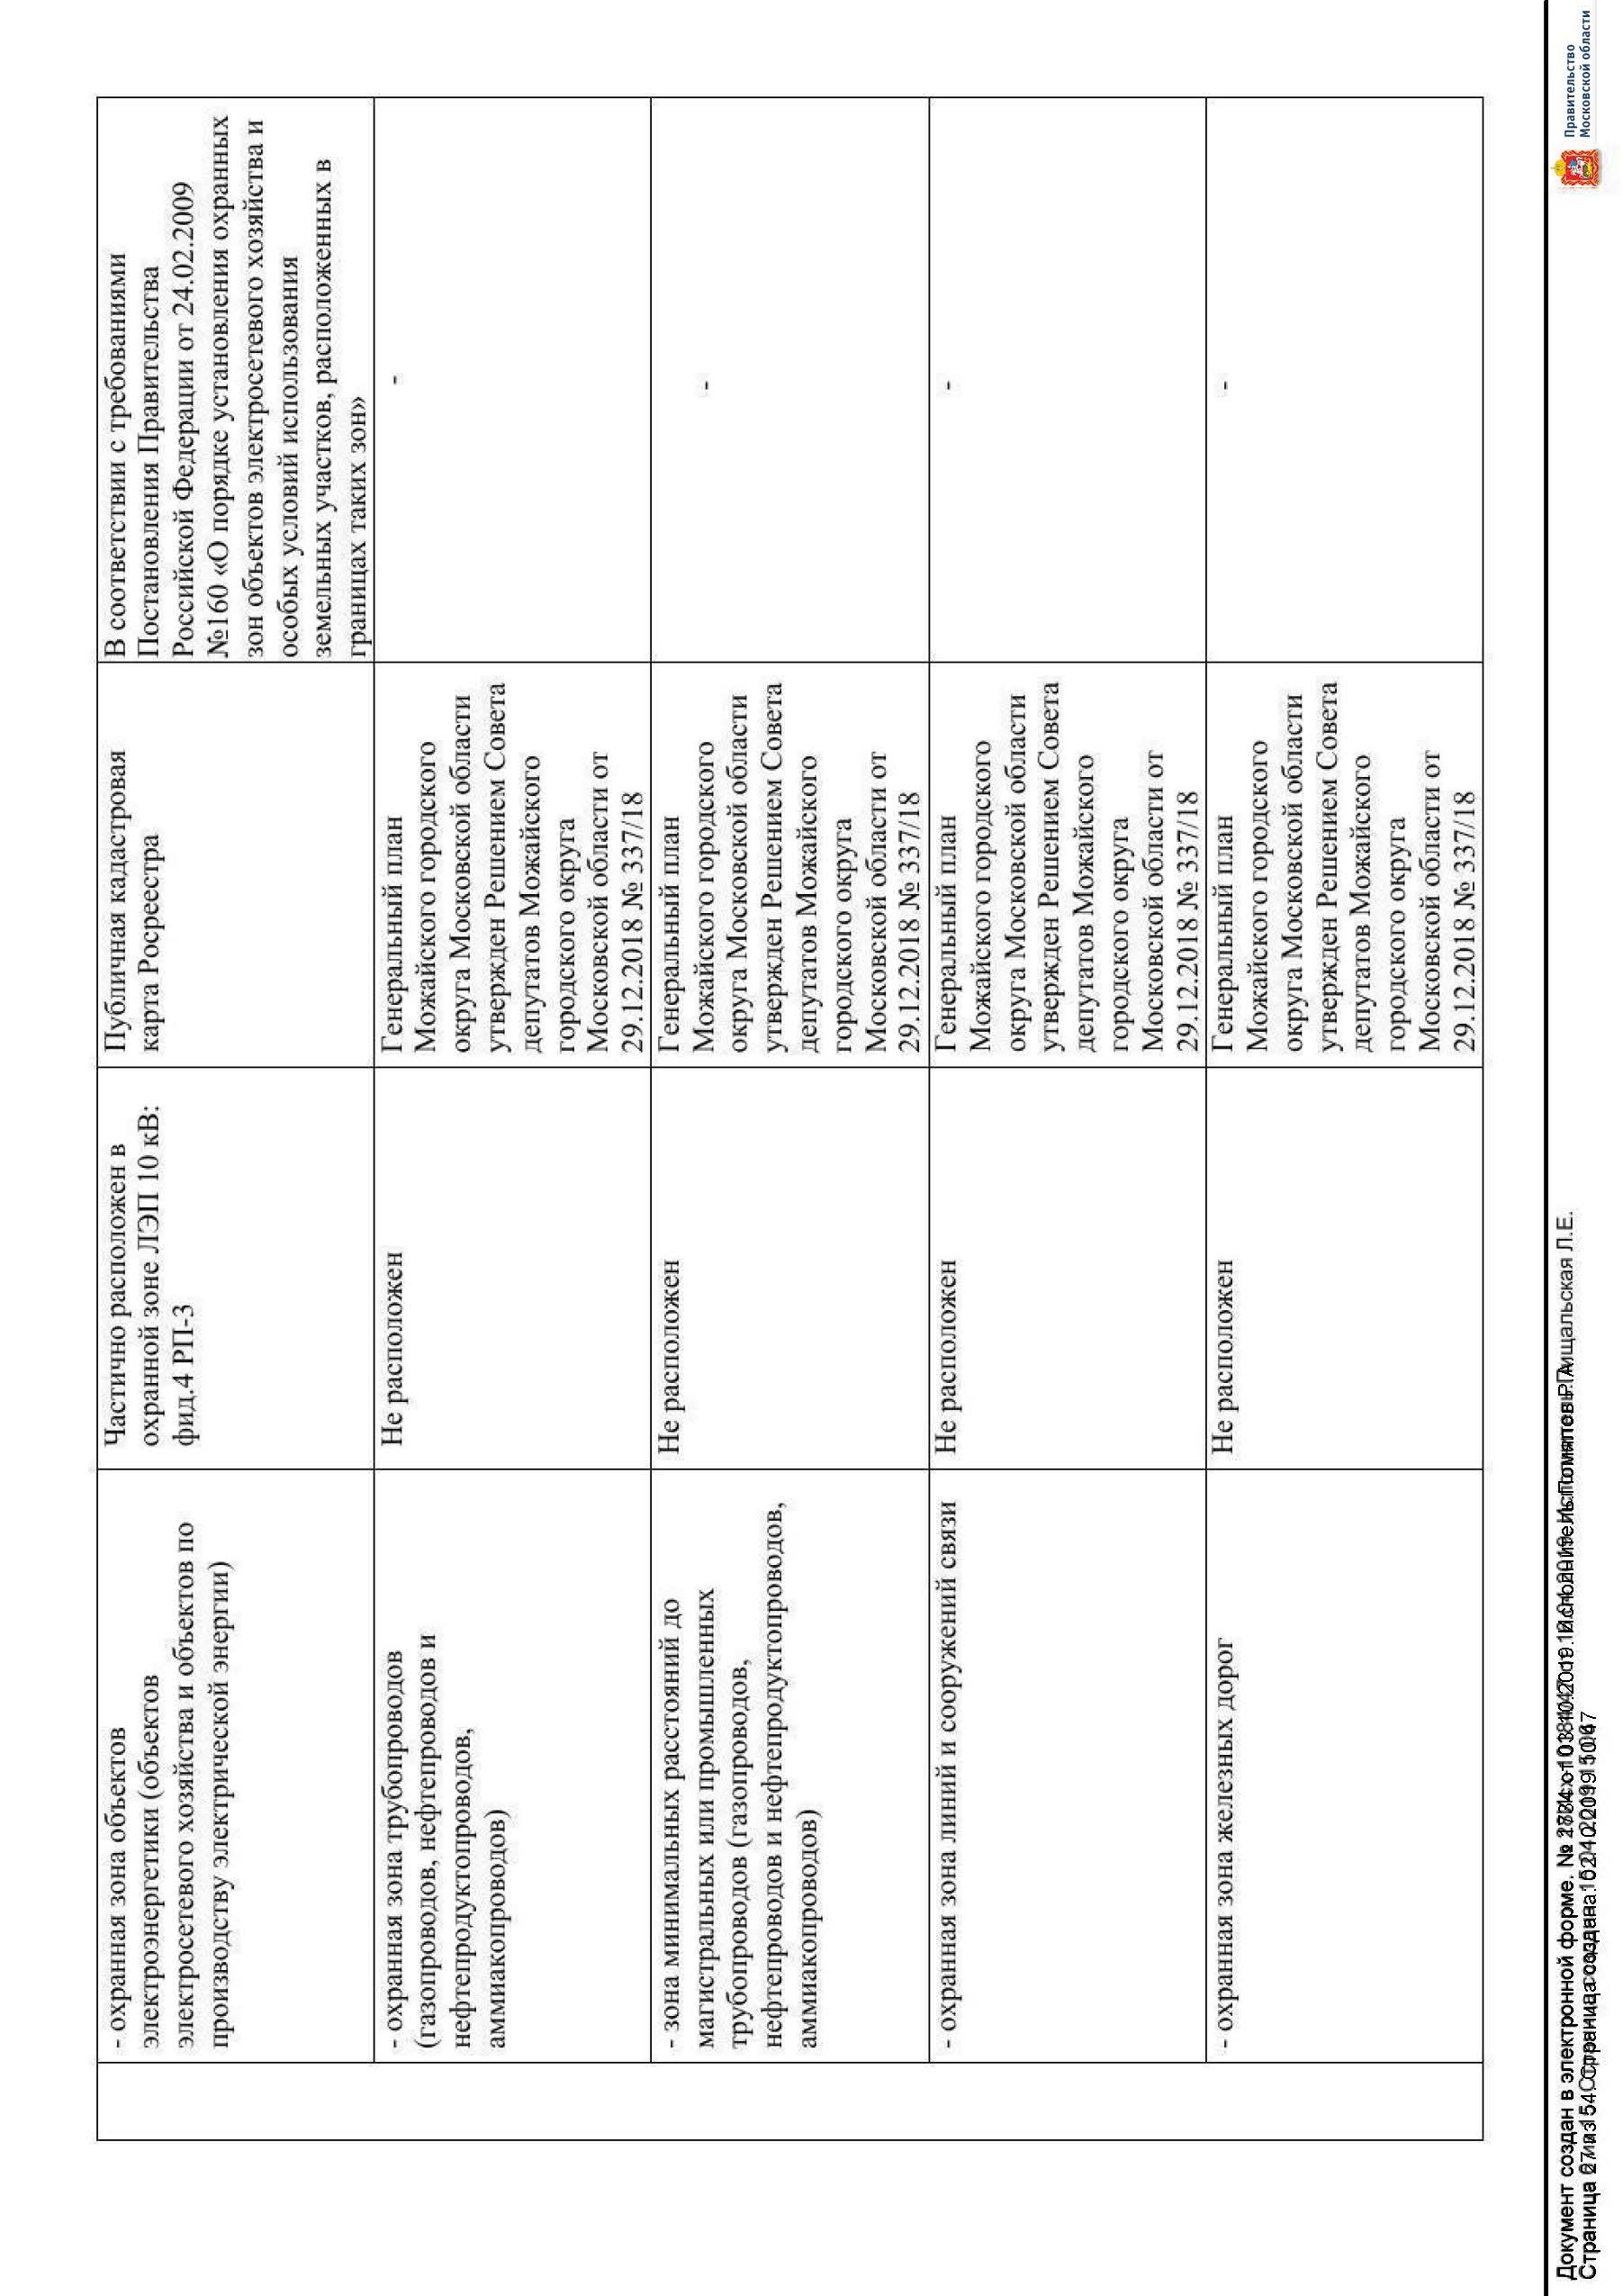 - охранная зона объектов
электроэнергетики (объектов
электросетевого хозяйства и объектов по
производству электрической энергии)
Частично расположен в
охранной зоне ЛЭП 10 кВ:
фид.4 РП-3
Публичная кадастровая
карта Росреестра
В соответствии с требованиями
Постановления Правительства
Российской Федерации от 24.02.2009
№160 «О порядке установления охранных
зон объектов электросетевого хозяйства и
особых условий использования
земельных участков, расположенных в
границах таких зон»
- охранная зона трубопроводов
(газопроводов, нефтепроводов и
нефтепродуктопроводов,
аммиакопроводов)
Не расположен
Генеральный план
Можайского городского
округа Московской области
утвержден Решением Совета
депутатов Можайского
городского округа
Московской области от
29.12.2018 № 337/18
-
- зона минимальных расстояний до
магистральных или промышленных
трубопроводов (газопроводов,
нефтепроводов и нефтепродуктопроводов,
аммиакопроводов)
Не расположен
Генеральный план
Можайского городского
округа Московской области
утвержден Решением Совета
депутатов Можайского
городского округа
Московской области от
29.12.2018 № 337/18
-
- охранная зона линий и сооружений связи
Не расположен
Генеральный план
Можайского городского
округа Московской области
утвержден Решением Совета
депутатов Можайского
городского округа
Московской области от
29.12.2018 № 337/18
-
- охранная зона железных дорог
Не расположен
Генеральный план
Можайского городского
округа Московской области
утвержден Решением Совета
депутатов Можайского
городского округа
Московской области от
29.12.2018 № 337/18
-
Документ создан в электронной форме. №
Страница
Правительство
Московской области